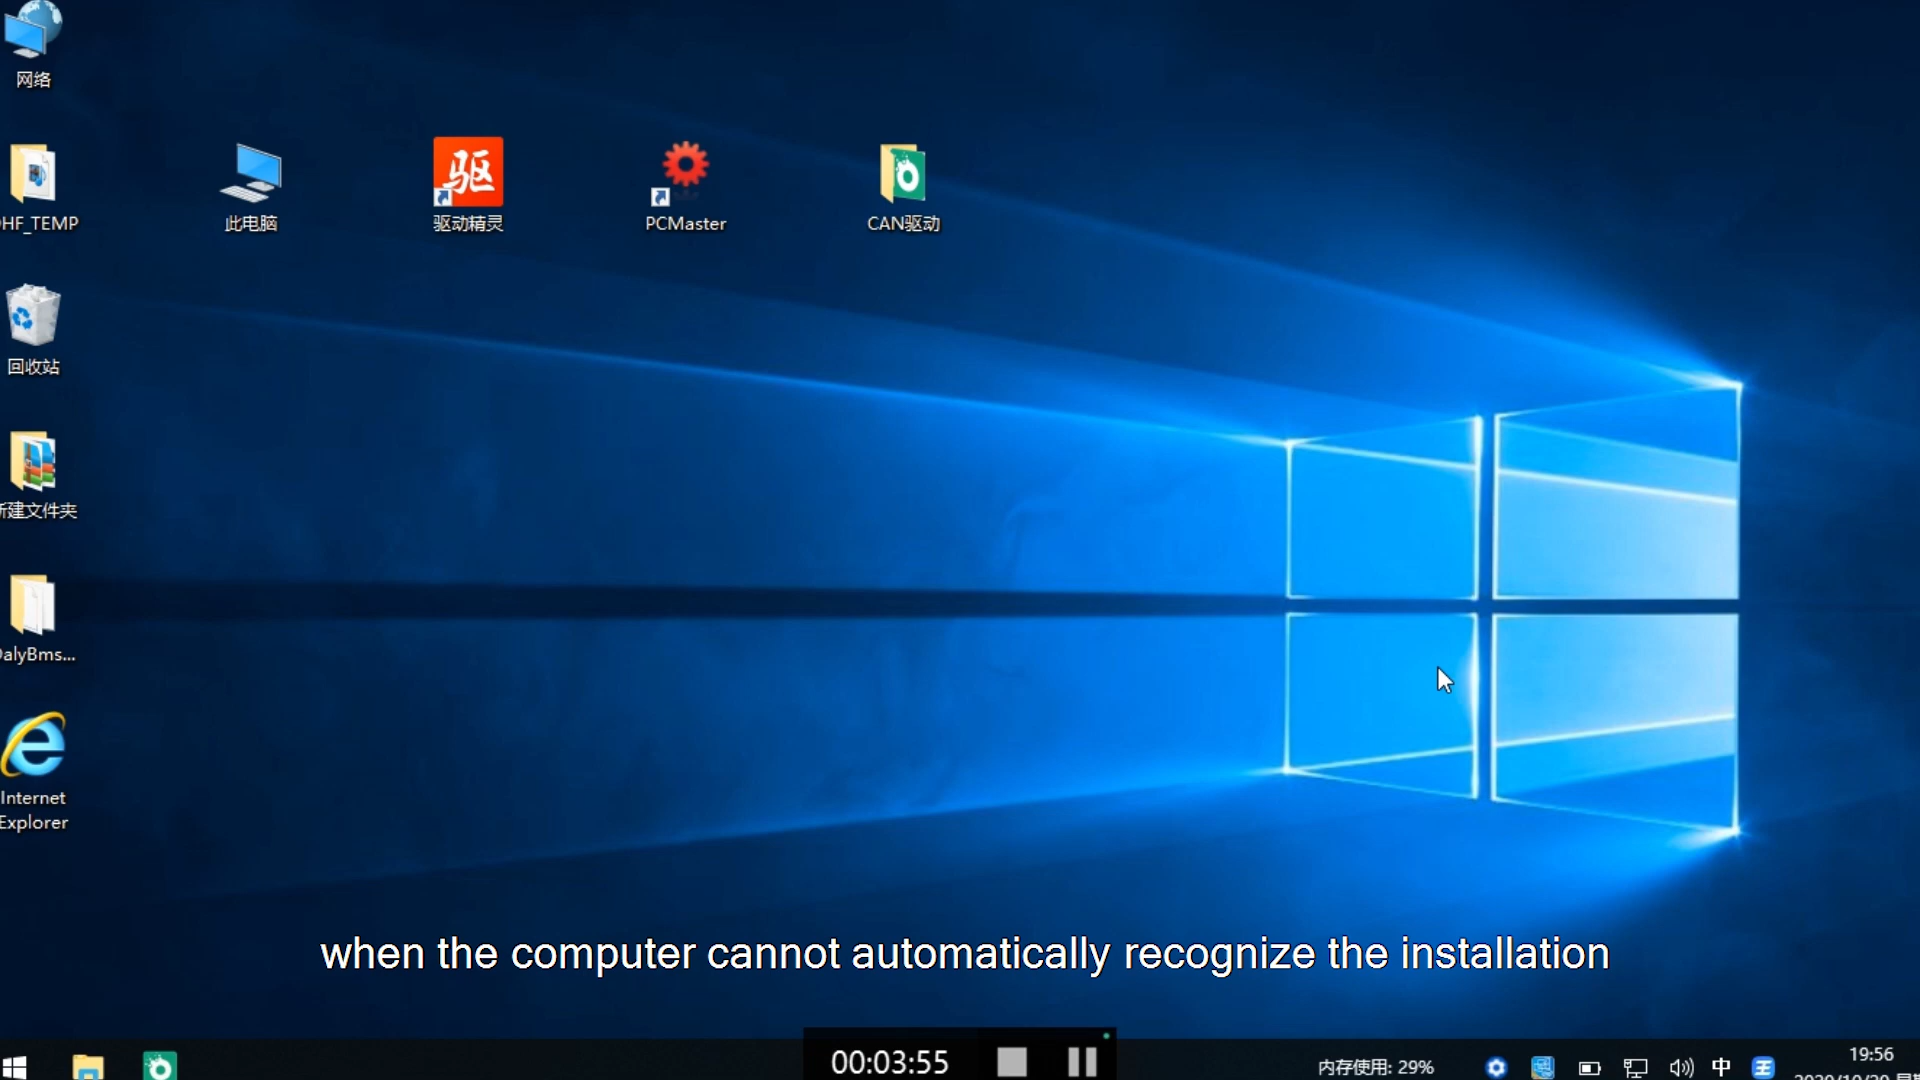 网络
HF_TEMP
此电脑
驱
驱动精灵
PCMaster
CAN驱动
回收站
新建文件夹
DalyBms...
Internet
Explorer
when the computer cannot automatically recognize the installation
00:03:55
内存使用: 29%
中
19:56